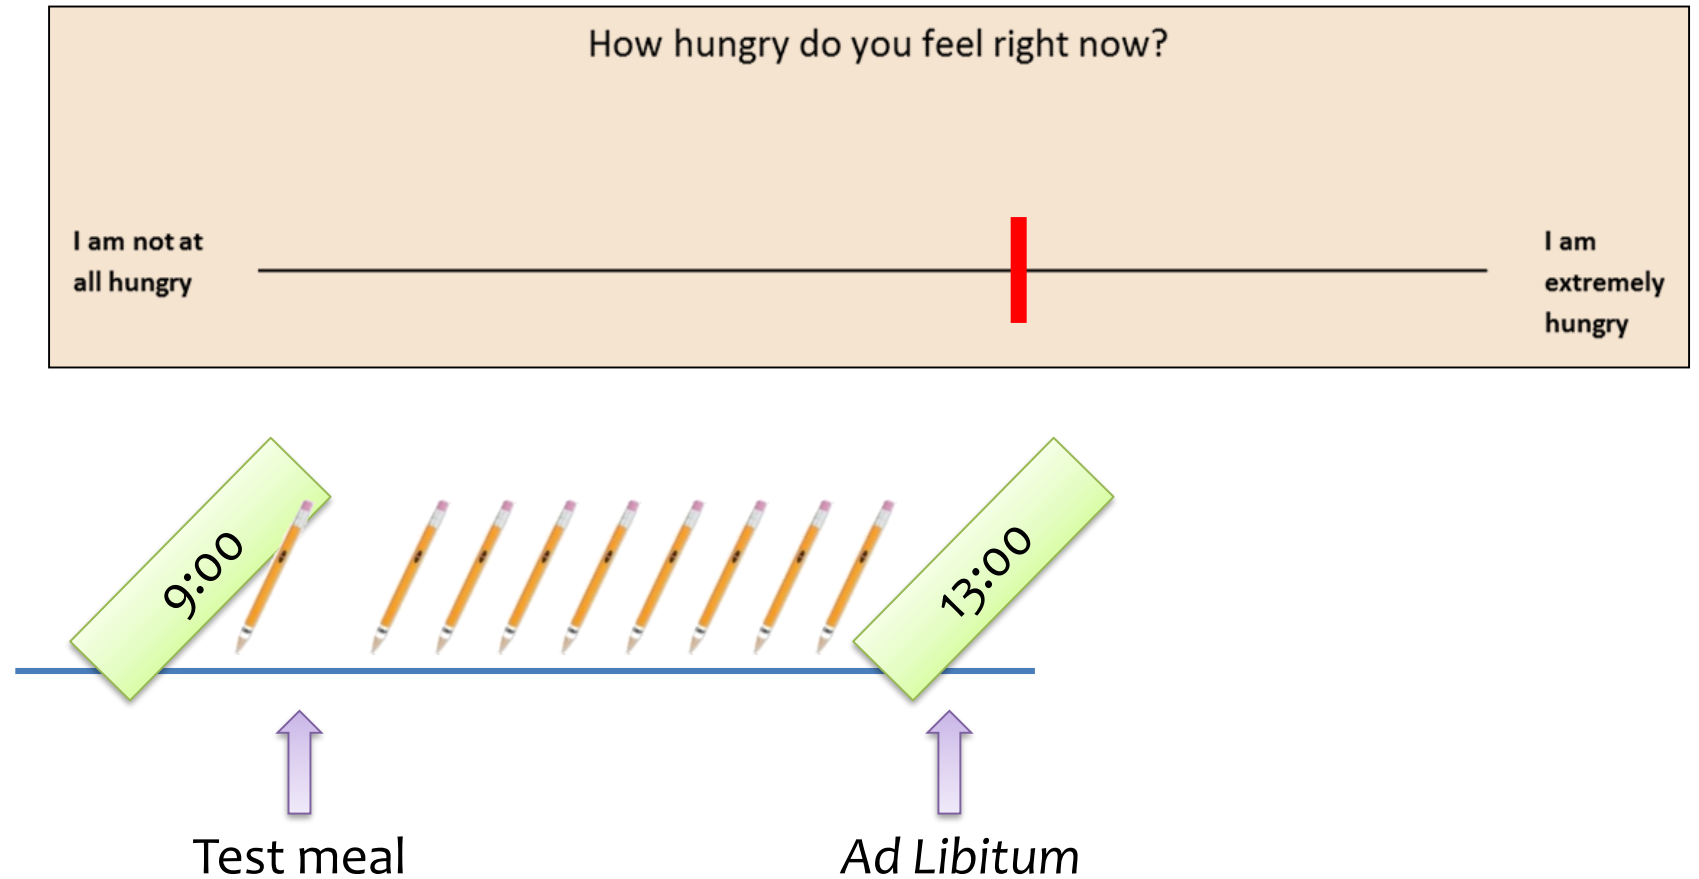 How hungry do you feel right now?
I am not at
all hungry
I am
extremely
hungry
9:00
13:00
Test meal
Ad Libitum